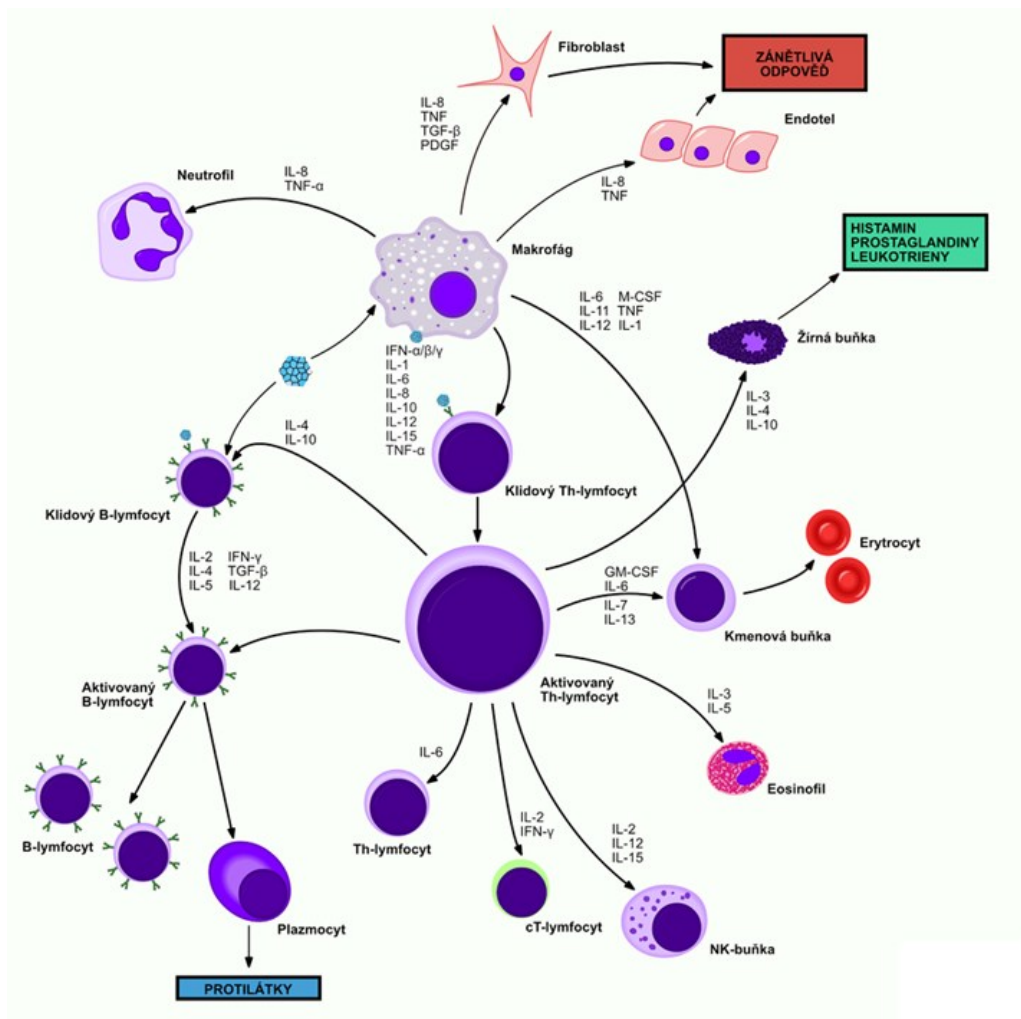 Fibroblast
ZÁNĚTLIVÁ
ODPOVĚĎ
IL-8
TNF
TGF-β
PDGF
Endotel
Neutrofil
IL-8
TNF-α
IL-8
TNF
Makrofág
HISTAMIN
PROSTAGLANDINY
LEUKOTRIENY
IL-6 M-CSF
IL-11 TNF
IL-12 IL-1
Žírná buňka
IFN-α/β/γ
IL-1
IL-6
IL-8
IL-10
IL-12
IL-15
TNF-α
IL-3
IL-4
IL-10
IL-4
IL-10
Klidový Th-lymfocyt
Klidový B-lymfocyt
Erytrocyt
IL-2 IFN-γ
IL-4 TGF-β
IL-5 IL-12
GM-CSF
IL-6
IL-7
IL-13
Kmenová buňka
Aktivovaný
B-lymfocyt
Aktivovaný
Th-lymfocyt
IL-3
IL-5
IL-6
Eosinofil
IL-2
IFN-γ
IL-2
IL-12
IL-15
B-lymfocyt
Th-lymfocyt
Plazmocyt
cT-lymfocyt
NK-buňka
PROTILÁTKY